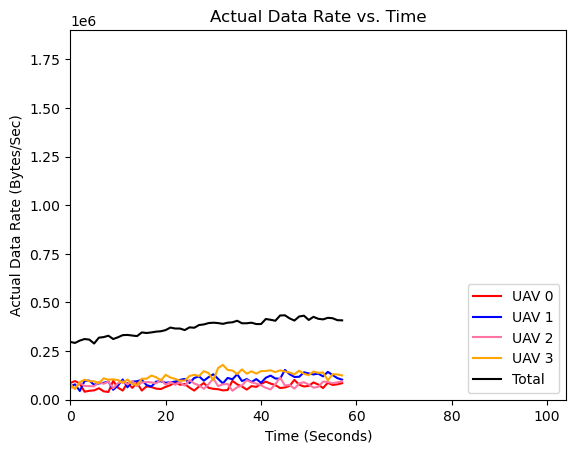 Actual Data Rate vs. Time
1e6
Actual Data Rate (Bytes/Sec)
1.75
1.50
1.25
1.00
0.75
0.50
0.25
0.00
0 20 40 60 80 100
Time (Seconds)
UAV 0
UAV 1
UAV 2
UAV 3
Total